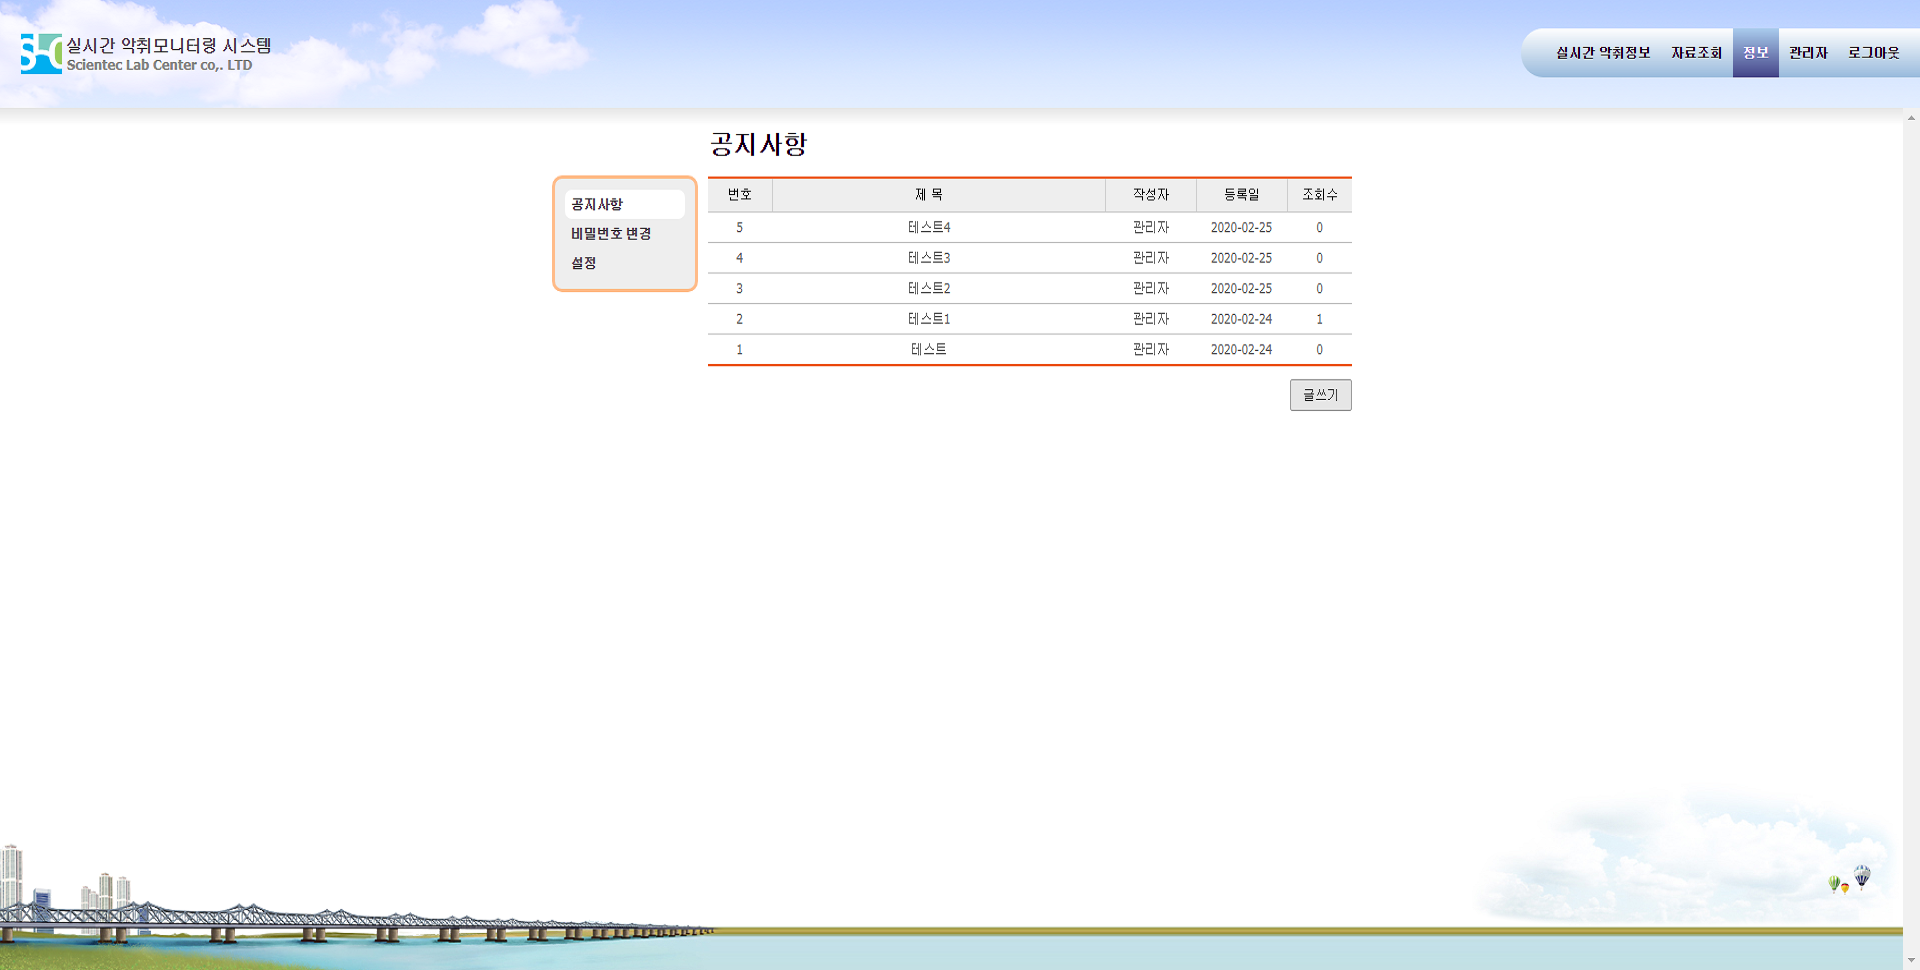 실시간 악취모니터링 시스템
Scientec Lab Center co,. LTD
실시간 악취정보 자료조회 정보 관리자 로그아웃
공지사항
공지사항
비밀번호 변경
설정
번호 제 목 작성자 등록일 조회수
5 테스트4 관리자 2020-02-25 0
4 테스트3 관리자 2020-02-25 0
3 테스트2 관리자 2020-02-25 0
2 테스트1 관리자 2020-02-24 1
1 테스트 관리자 2020-02-24 0
글쓰기